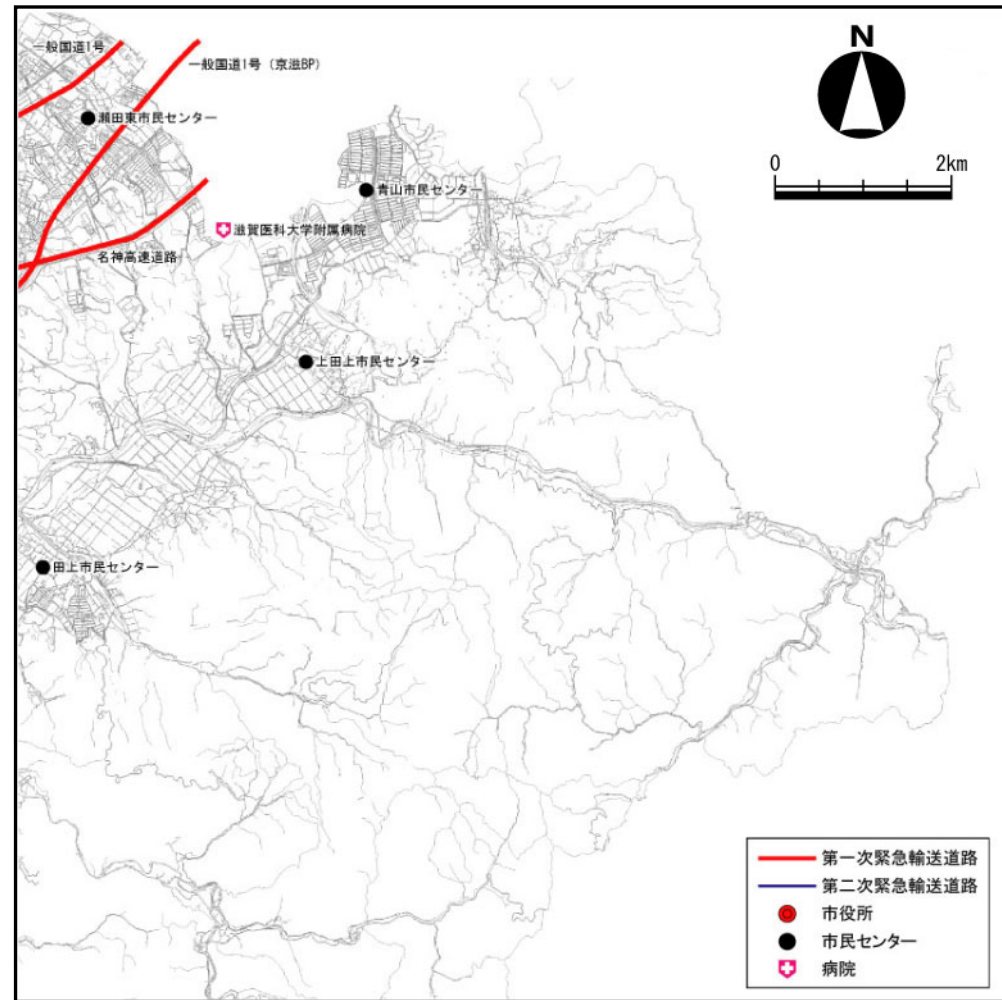 一般国道1号
N
一般国道1号（京滋BP）
瀬田東市民センター
0 2km
青山市民センター
滋賀医科大学附属病院
名神高速道路
上田上市民センター
田上市民センター
第一次緊急輸送道路
第二次緊急輸送道路
市役所
市民センター
病院